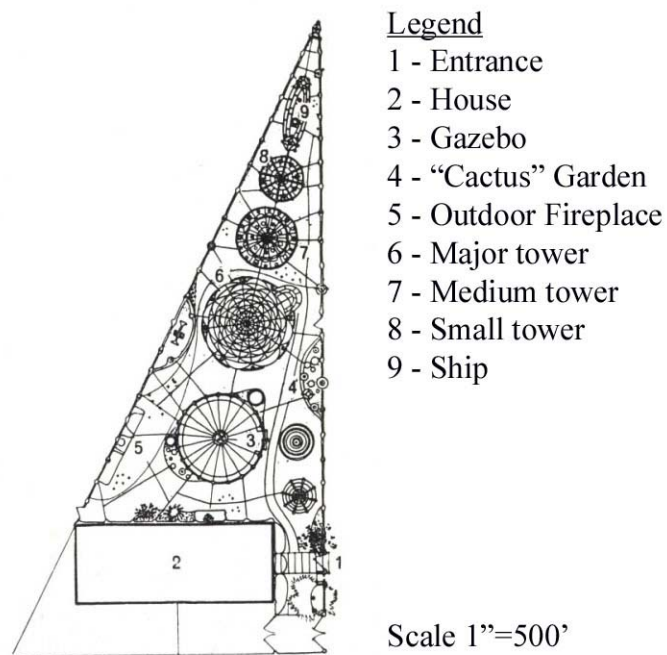 Legend
1 - Entrance
2 - House
3 - Gazebo
4 - “Cactus” Garden
5 - Outdoor Fireplace
6 - Major tower
7 - Medium tower
8 - Small tower
9 - Ship
9
8
7
6
4
3
5
2
1
Scale 1”=500’